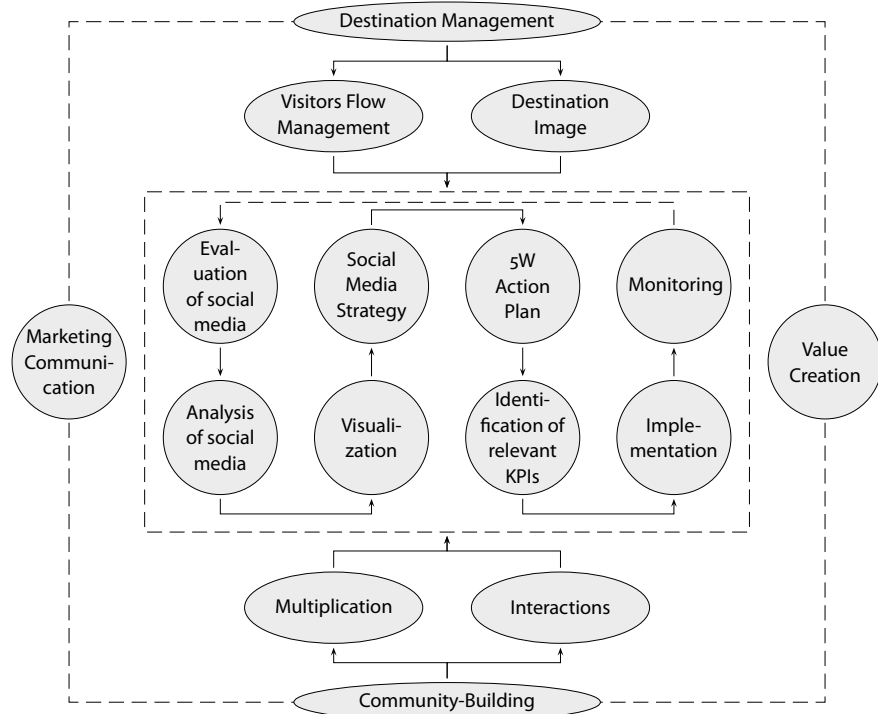 Destination Management
Visitors Flow
Management
Destination
Image
Eval-
uation
of social
media
Social
Media
Strategy
5W
Action
Plan
Monitoring
Marketing
Communi-
cation
Value
Creation
Analysis
of social
media
Visuali-
zation
Identi-
fication of
relevant
KPIs
Imple-
mentation
Multiplication
Interactions
Community-Building